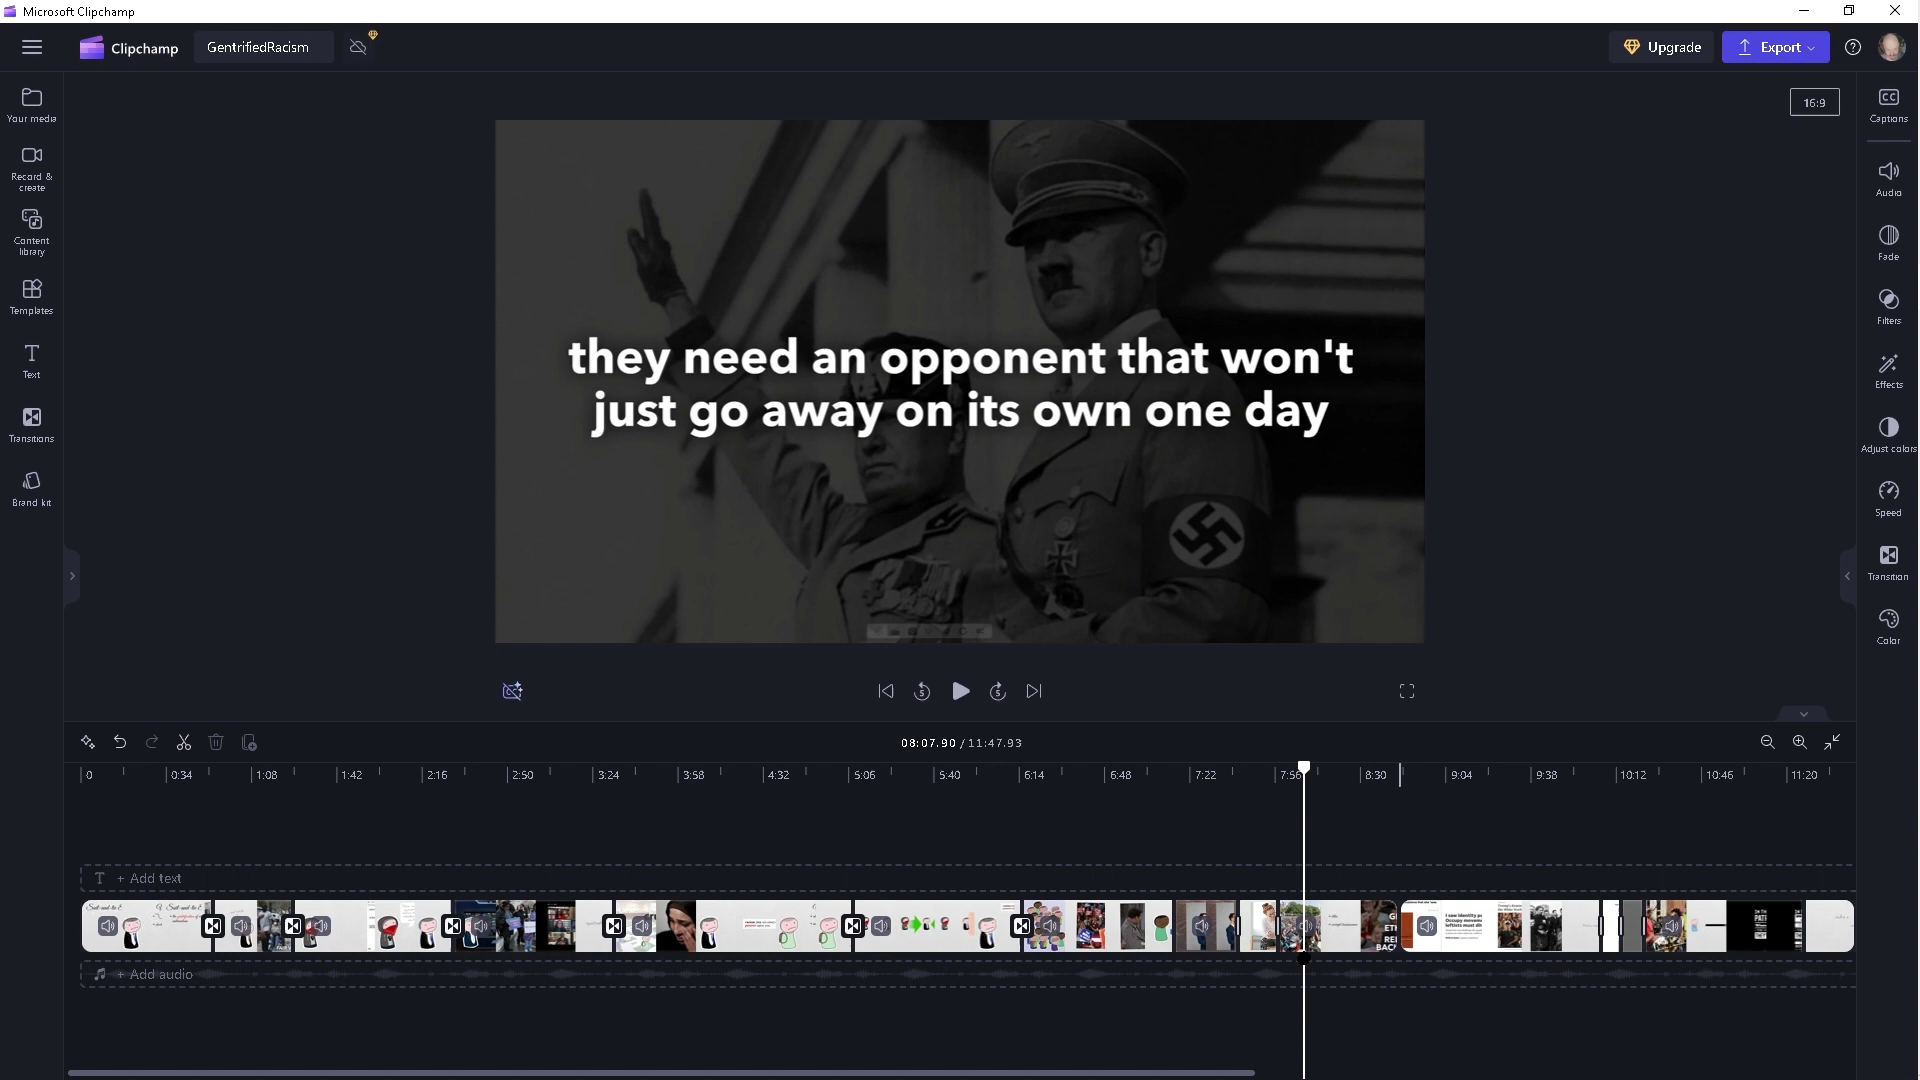 Microsoft Clipchamp
Clipchamp
GentrifiedRacism
Upgrade
Export
16:9
Your media
Record &
create
Content
library
Templates
Text
Transitions
Brand kit
Captions
Audio
Fade
Filters
Effects
Adjust colors
Speed
Transition
Color
they need an opponent that won't
just go away on its own one day
08:07.90 / 11:47.93
0 0:34 1:08 1:42 2:16 2:50 3:24 3:58 4:32 5:06 5:40 6:14 6:48 7:22 7:56 8:30 9:04 9:38 10:12 10:46 11:20
T + Add text
+ Add audio